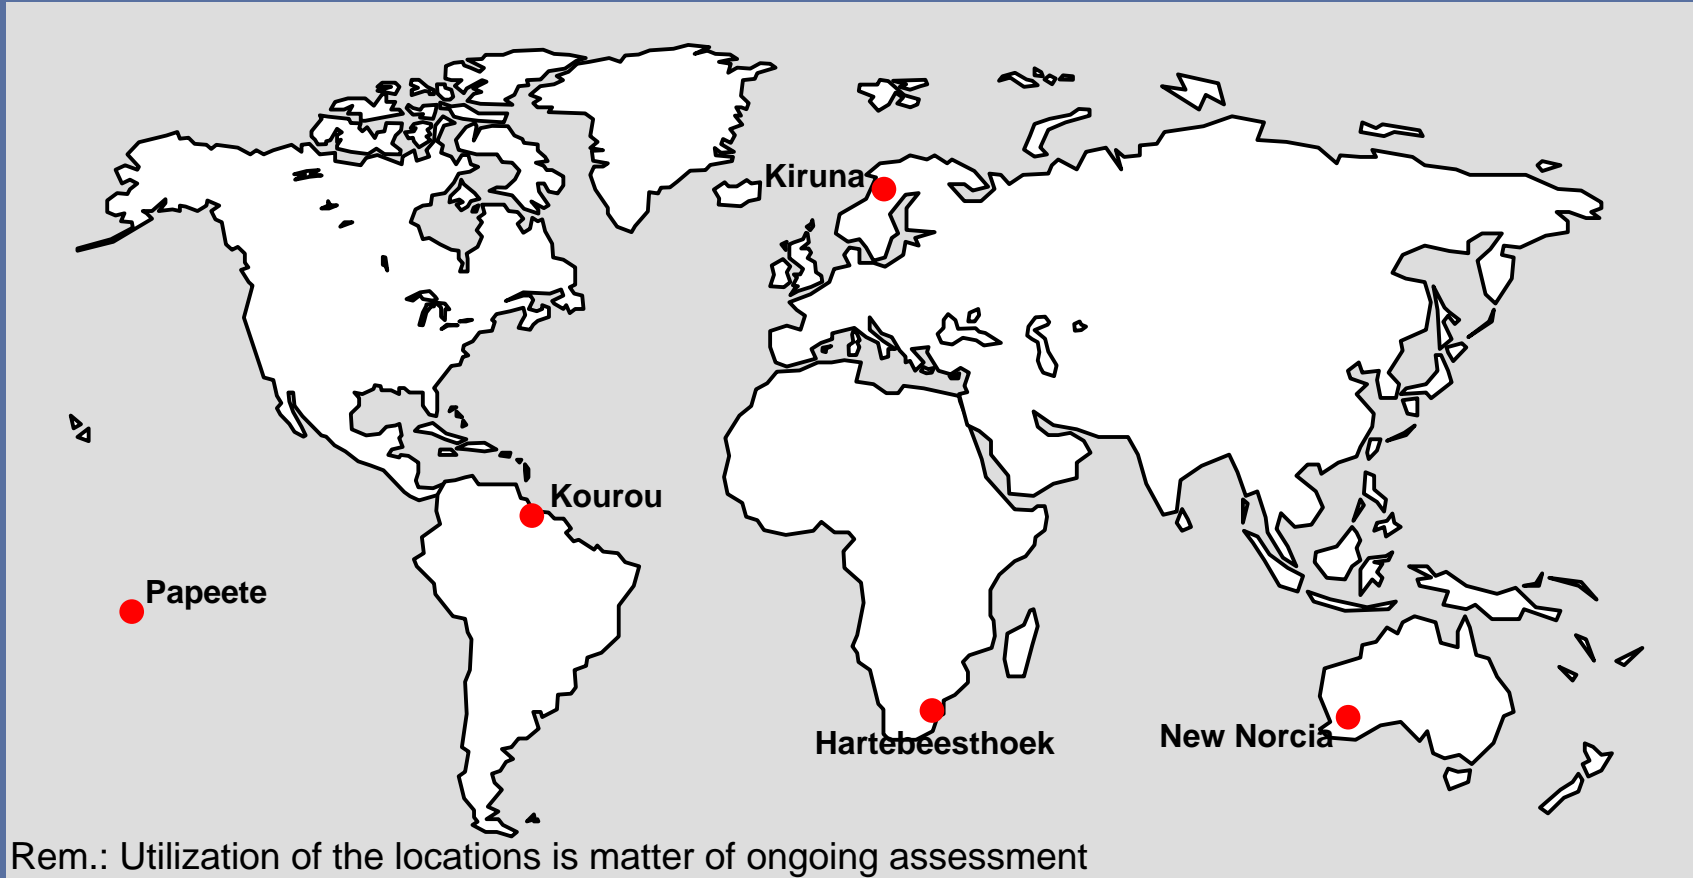 Kiruna
Kourou
Papeete
Hartebeesthoek
New Norcia
Rem.: Utilization of the locations is matter of ongoing assessment